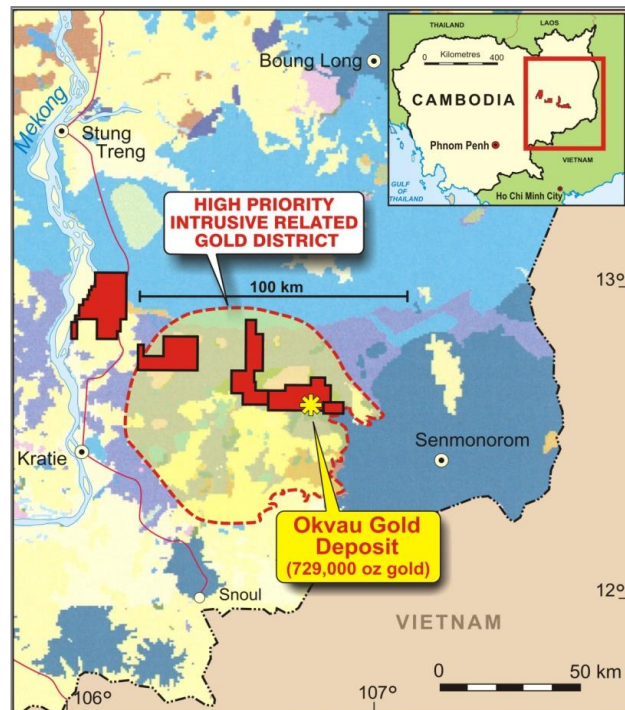 THAILAND
LAOS
Kilometres
0 400
CAMBODIA
Phnom Penh
VIETNAM
GULF
OF
THAILAND
Ho Chi Minh City
Boung Long
Mekong
Stung
Treng
HIGH PRIORITY
INTRUSIVE RELATED
GOLD DISTRICT
100 km
13°
Kratie
Senmonorom
Okvau Gold
Deposit
(729,000 oz gold)
Snoul
12°
VIETNAM
0 50 km
106°
107°